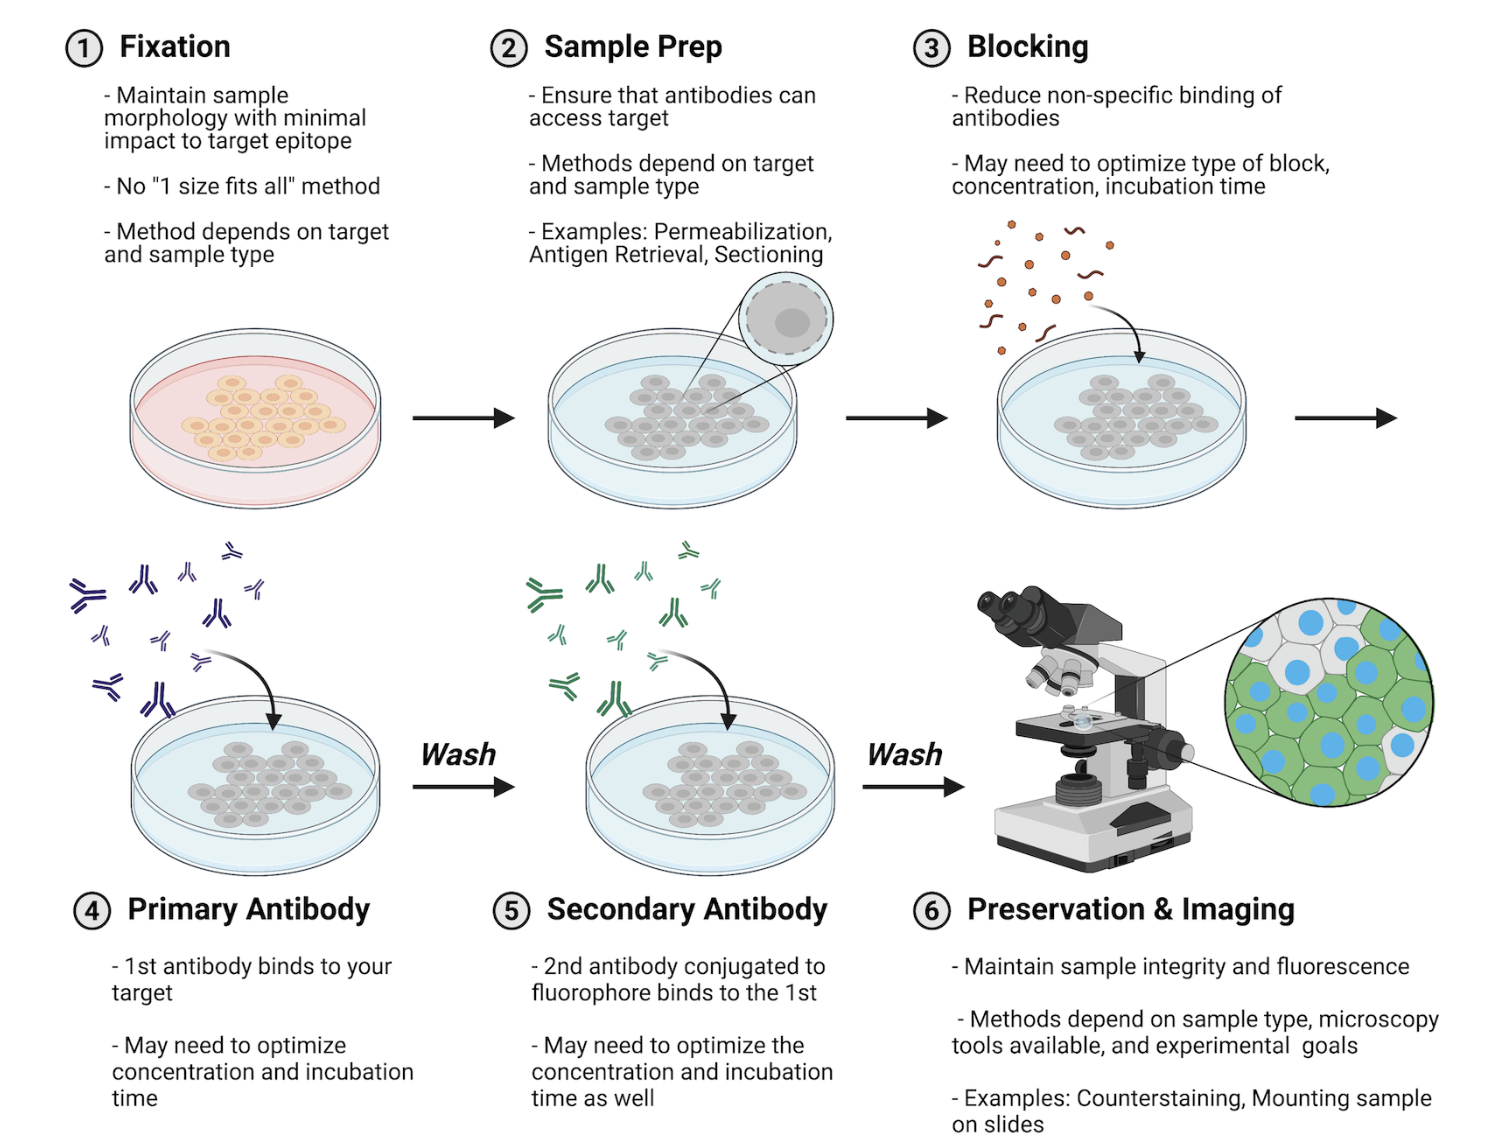 1 Fixation
- Maintain sample
morphology with minimal
impact to target epitope
- No "1 size fits all" method
- Method depends on target
and sample type
2 Sample Prep
- Ensure that antibodies can
access target
- Methods depend on target
and sample type
- Examples: Permeabilization,
Antigen Retrieval, Sectioning
3 Blocking
- Reduce non-specific binding of
antibodies
- May need to optimize type of block,
concentration, incubation time
Wash
Wash
4 Primary Antibody
- 1st antibody binds to your
target
- May need to optimize
concentration and incubation
time
5 Secondary Antibody
- 2nd antibody conjugated to
fluorophore binds to the 1st
- May need to optimize the
concentration and incubation
time as well
6 Preservation & Imaging
- Maintain sample integrity and fluorescence
- Methods depend on sample type, microscopy
tools available, and experimental goals
- Examples: Counterstaining, Mounting sample
on slides